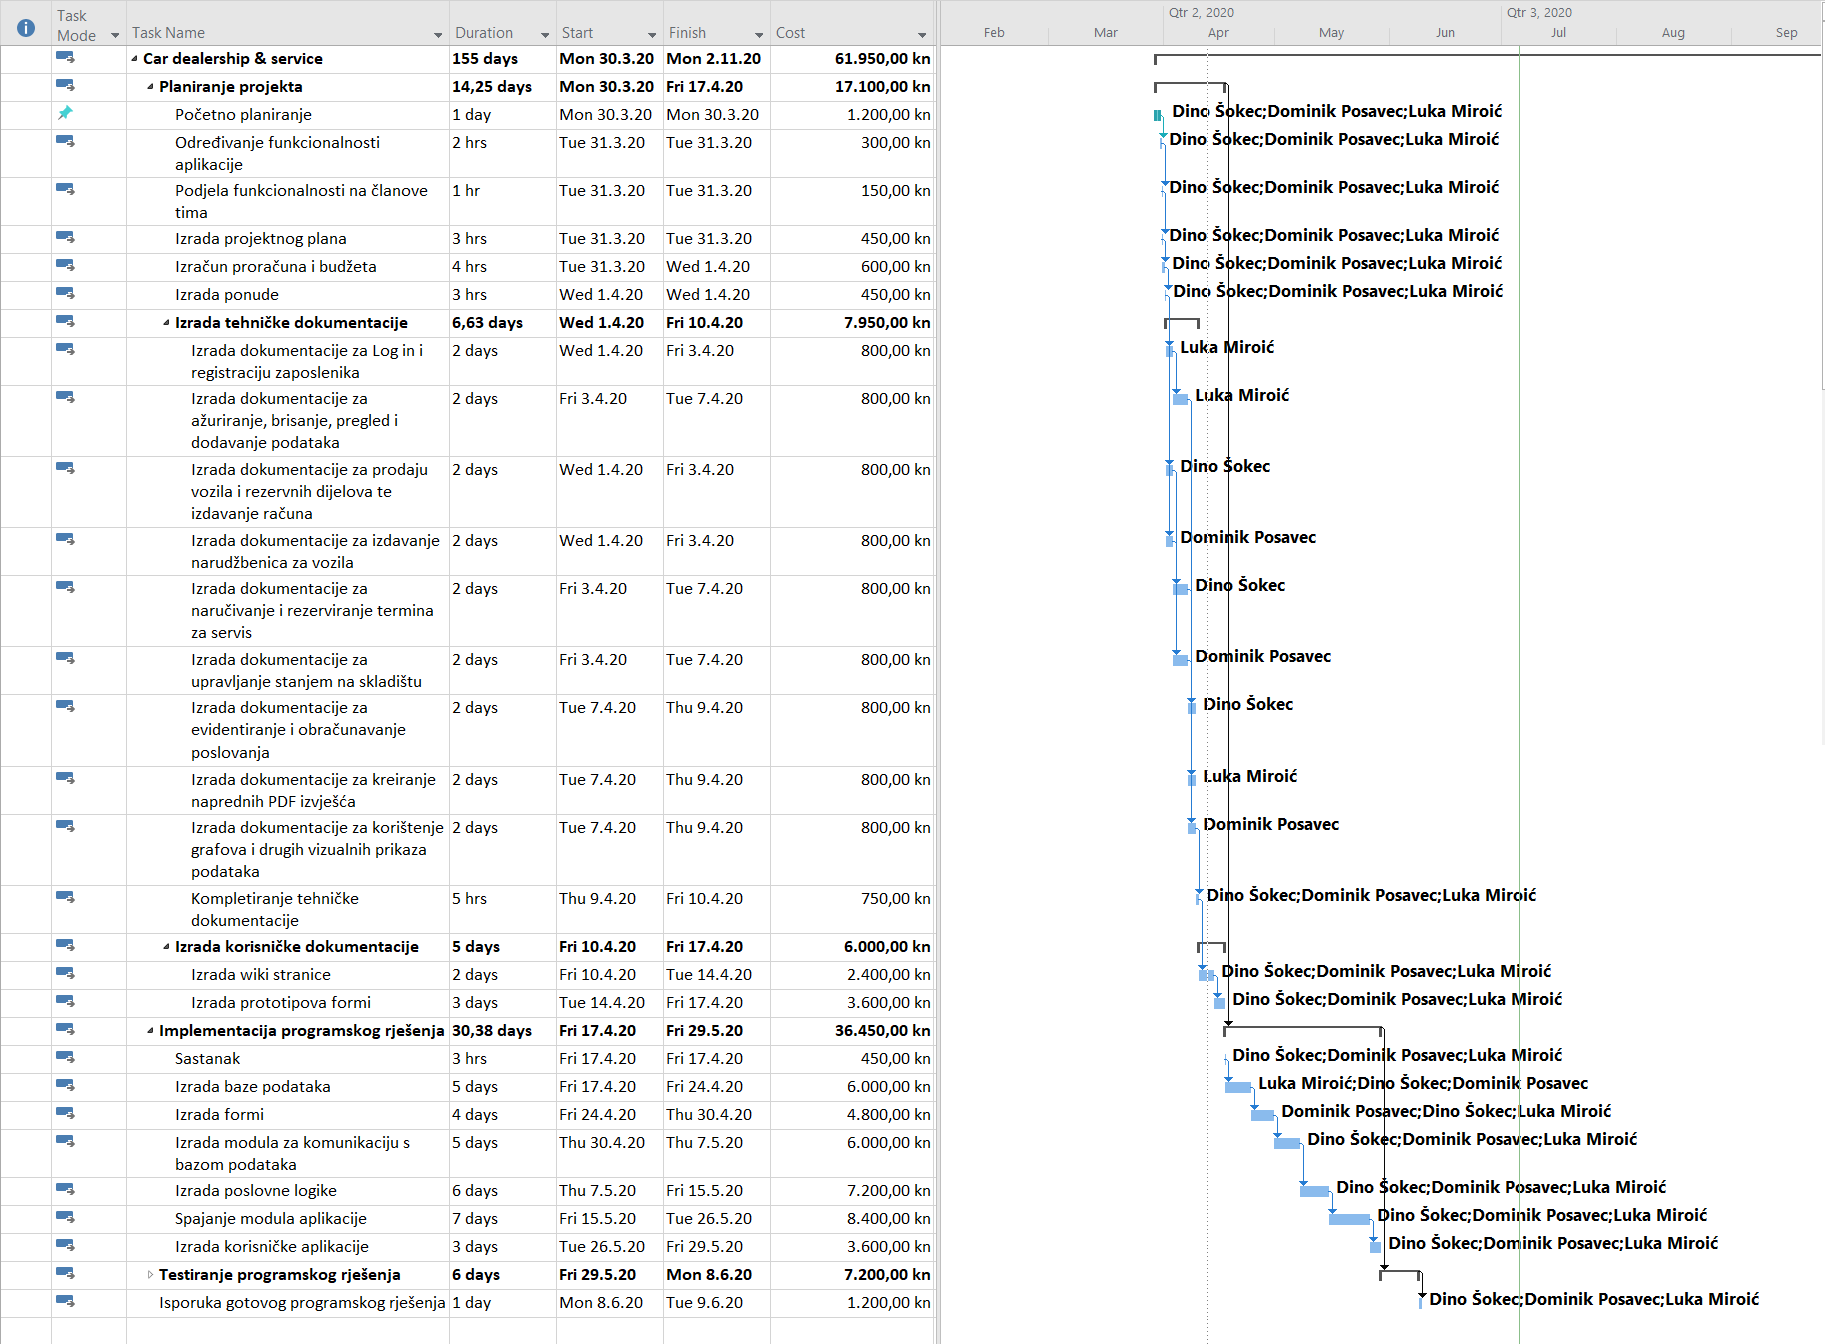 Qtr 2, 2020 Qtr 3, 2020
Task Mode Task Name Duration Start Finish Cost Feb Mar Apr May Jun Jul Aug Sep
Car dealership & service 155 days Mon 30.3.20 Mon 2.11.20 61.950,00 kn
Planiranje projekta 14,25 days Mon 30.3.20 Fri 17.4.20 17.100,00 kn
Početno planiranje 1 day Mon 30.3.20 Mon 30.3.20 1.200,00 kn Dino Šokec;Dominik Posavec;Luka Miroić
Određivanje funkcionalnosti 2 hrs Tue 31.3.20 Tue 31.3.20 300,00 kn Dino Šokec;Dominik Posavec;Luka Miroić
aplikacije
Podjela funkcionalnosti na članove 1 hr Tue 31.3.20 Tue 31.3.20 150,00 kn Dino Šokec;Dominik Posavec;Luka Miroić
tima
Izrada projektnog plana 3 hrs Tue 31.3.20 Tue 31.3.20 450,00 kn Dino Šokec;Dominik Posavec;Luka Miroić
Izračun proračuna i budžeta 4 hrs Tue 31.3.20 Wed 1.4.20 600,00 kn Dino Šokec;Dominik Posavec;Luka Miroić
Izrada ponude 3 hrs Wed 1.4.20 Wed 1.4.20 450,00 kn Dino Šokec;Dominik Posavec;Luka Miroić
Izrada tehničke dokumentacije 6,63 days Wed 1.4.20 Fri 10.4.20 7.950,00 kn
Izrada dokumentacije za Log in i 2 days Wed 1.4.20 Fri 3.4.20 800,00 kn Luka Miroić
registraciju zaposlenika
Izrada dokumentacije za 2 days Fri 3.4.20 Tue 7.4.20 800,00 kn Luka Miroić
ažuriranje, brisanje, pregled i
dodavanje podataka
Izrada dokumentacije za prodaju 2 days Wed 1.4.20 Fri 3.4.20 800,00 kn Dino Šokec
vozila i rezervnih dijelova te
izdavanje računa
Izrada dokumentacije za izdavanje 2 days Wed 1.4.20 Fri 3.4.20 800,00 kn Dominik Posavec
narudžbenica za vozila
Izrada dokumentacije za 2 days Fri 3.4.20 Tue 7.4.20 800,00 kn Dino Šokec
naručivanje i rezerviranje termina
za servis
Izrada dokumentacije za 2 days Fri 3.4.20 Tue 7.4.20 800,00 kn Dominik Posavec
upravljanje stanjem na skladištu
Izrada dokumentacije za 2 days Tue 7.4.20 Thu 9.4.20 800,00 kn Dino Šokec
evidentiranje i obračunavanje
poslovanja
Izrada dokumentacije za kreiranje 2 days Tue 7.4.20 Thu 9.4.20 800,00 kn Luka Miroić
naprednih PDF izvješća
Izrada dokumentacije za korištenje 2 days Tue 7.4.20 Thu 9.4.20 800,00 kn Dominik Posavec
grafova i drugih vizualnih prikaza
podataka
Kompletiranje tehničke 5 hrs Thu 9.4.20 Fri 10.4.20 750,00 kn Dino Šokec;Dominik Posavec;Luka Miroić
dokumentacije
Izrada korisničke dokumentacije 5 days Fri 10.4.20 Fri 17.4.20 6.000,00 kn
Izrada wiki stranice 2 days Fri 10.4.20 Tue 14.4.20 2.400,00 kn Dino Šokec;Dominik Posavec;Luka Miroić
Izrada prototipova formi 3 days Tue 14.4.20 Fri 17.4.20 3.600,00 kn Dino Šokec;Dominik Posavec;Luka Miroić
Implementacija programskog rješenja 30,38 days Fri 17.4.20 Fri 29.5.20 36.450,00 kn
Sastanak 3 hrs Fri 17.4.20 Fri 17.4.20 450,00 kn Dino Šokec;Dominik Posavec;Luka Miroić
Izrada baze podataka 5 days Fri 17.4.20 Fri 24.4.20 6.000,00 kn Luka Miroić;Dino Šokec;Dominik Posavec
Izrada formi 4 days Fri 24.4.20 Thu 30.4.20 4.800,00 kn Dominik Posavec;Dino Šokec;Luka Miroić
Izrada modula za komunikaciju s 5 days Thu 30.4.20 Thu 7.5.20 6.000,00 kn Dino Šokec;Dominik Posavec;Luka Miroić
bazom podataka
Izrada poslovne logike 6 days Thu 7.5.20 Fri 15.5.20 7.200,00 kn Dino Šokec;Dominik Posavec;Luka Miroić
Spajanje modula aplikacije 7 days Fri 15.5.20 Tue 26.5.20 8.400,00 kn Dino Šokec;Dominik Posavec;Luka Miroić
Izrada korisničke aplikacije 3 days Tue 26.5.20 Fri 29.5.20 3.600,00 kn Dino Šokec;Dominik Posavec;Luka Miroić
Testiranje programskog rješenja 6 days Fri 29.5.20 Mon 8.6.20 7.200,00 kn
Isporuka gotovog programskog rješenja 1 day Mon 8.6.20 Tue 9.6.20 1.200,00 kn Dino Šokec;Dominik Posavec;Luka Miroić